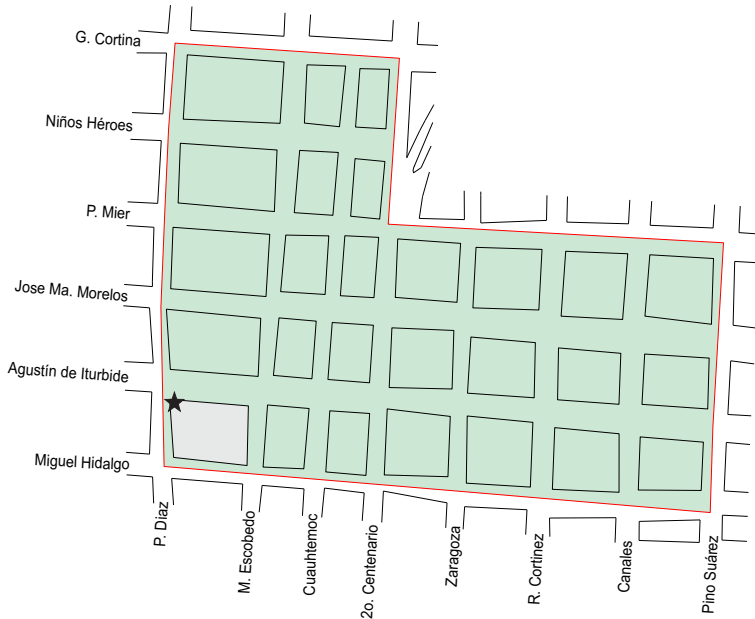 G. Cortina
Niños Héroes
P. Mier
Jose Ma. Morelos
Agustín de Iturbide
Miguel Hidalgo
P. Diaz
M. Escobedo
Cuauhtemoc
2o. Centenario
Zaragoza
R. Cortinez
Canales
Pino Suárez